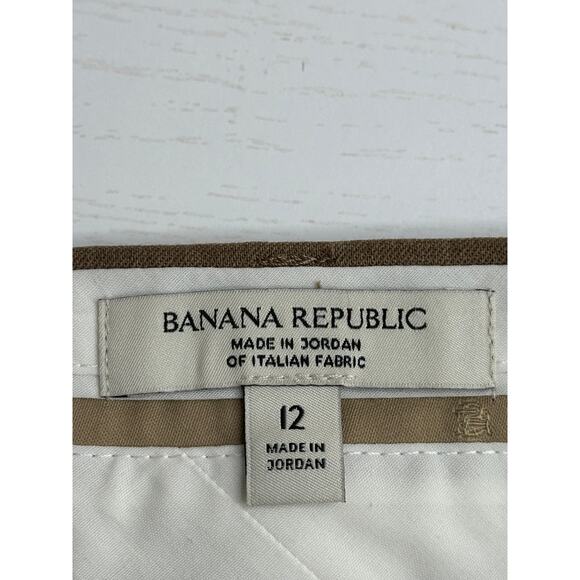 BANANA REPUBLIC
MADE IN JORDAN
OF ITALIAN FABRIC
12
MADE IN
JORDAN